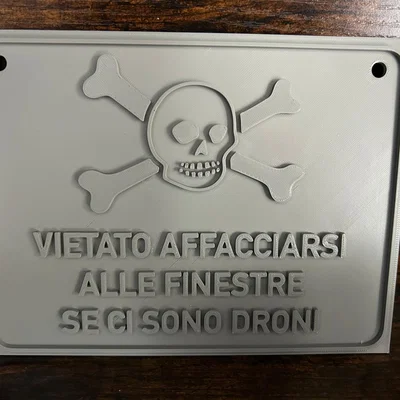 VIETATO AFFACCIARSI
ALLE FINESTRE
SE CI SONO DRONI